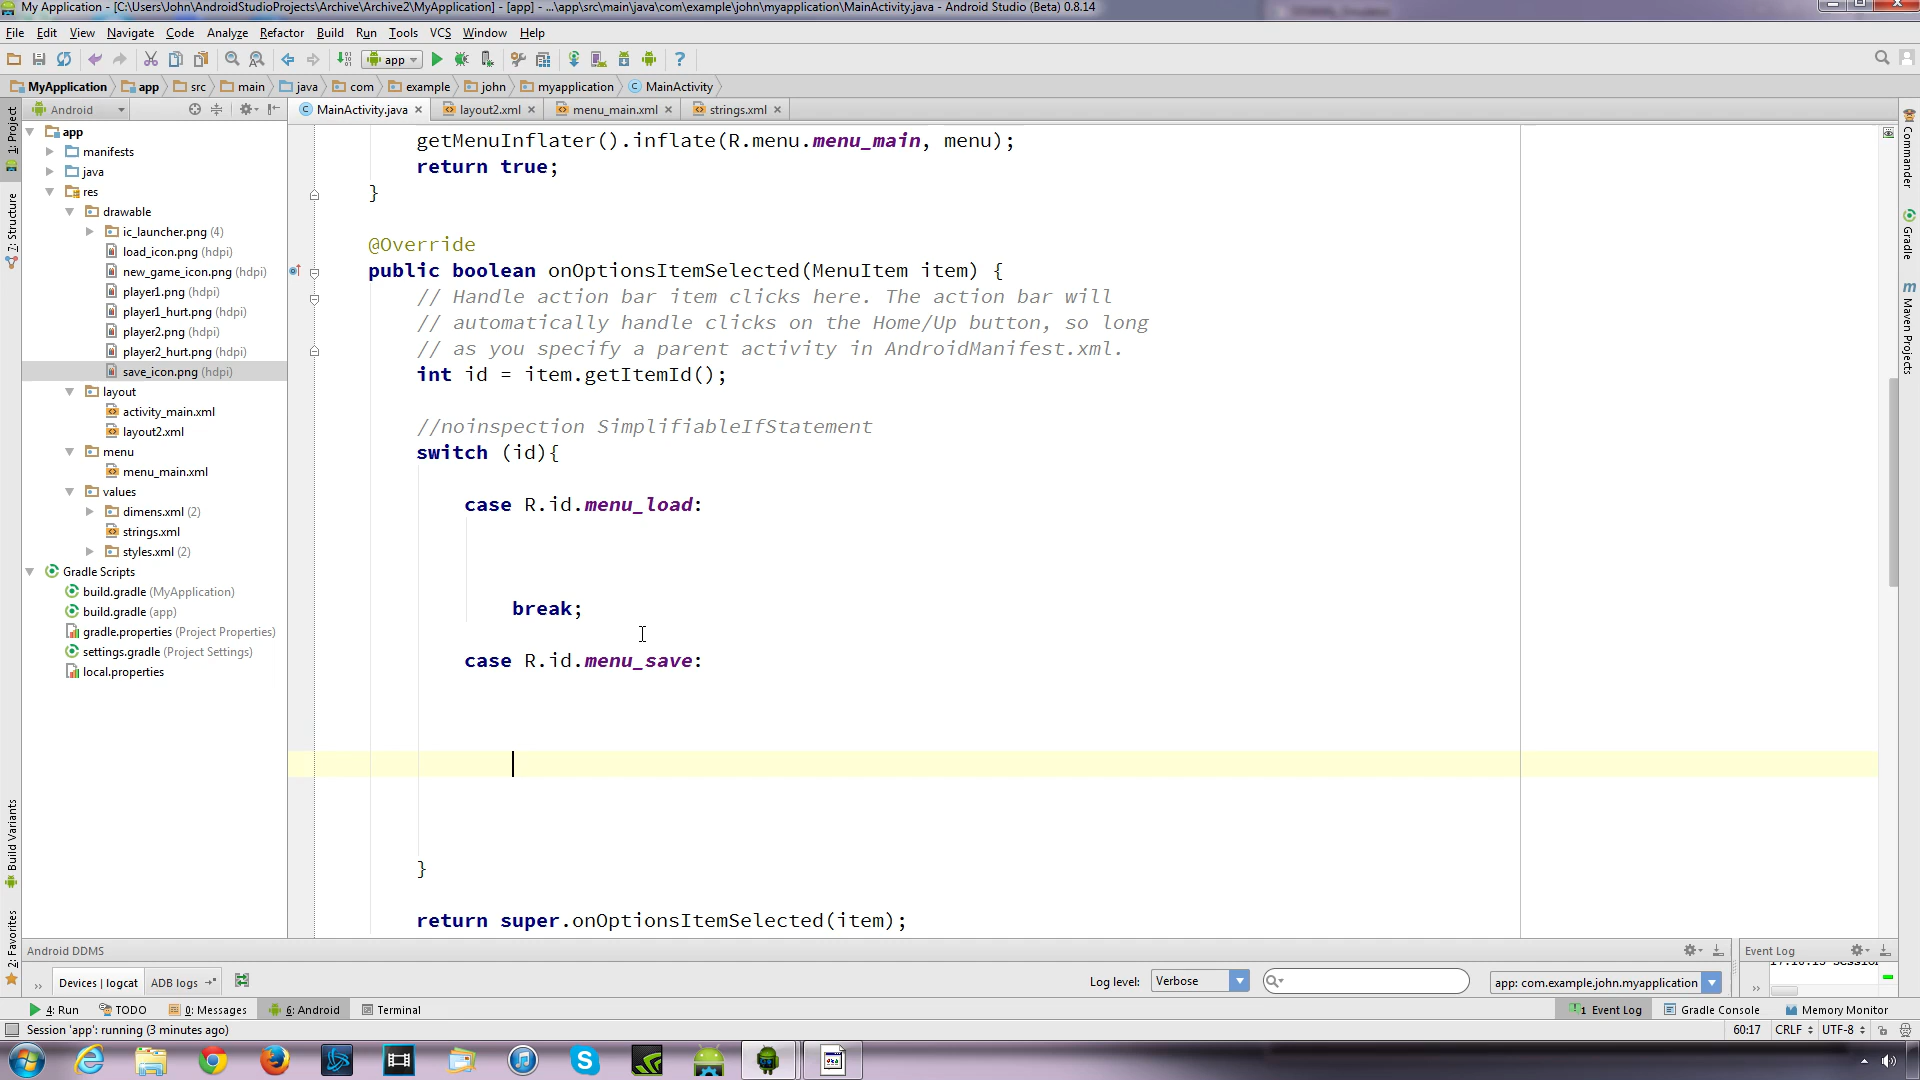 My Application - [C:\Users\John\AndroidStudioProjects\Archive\Archive2\MyApplication] - [app] - ...\app\src\main\java\com\example\john\myapplication\MainActivity.java - Android Studio (Beta) 0.8.14
File Edit View Navigate Code Analyze Refactor Build Run Tools VCS Window Help
app
MyApplication app src main java com example john myapplication MainActivity
Android
MainActivity.java layout2.xml menu_main.xml strings.xml
1: Project
7: Structure
Build Variants
2: Favorites
app
manifests
java
res
drawable
ic_launcher.png (4)
load_icon.png (hdpi)
new_game_icon.png (hdpi)
player1.png (hdpi)
player1_hurt.png (hdpi)
player2.png (hdpi)
player2_hurt.png (hdpi)
save_icon.png (hdpi)
layout
activity_main.xml
layout2.xml
menu
menu_main.xml
values
dimens.xml (2)
strings.xml
styles.xml (2)
Gradle Scripts
build.gradle (MyApplication)
build.gradle (app)
gradle.properties (Project Properties)
settings.gradle (Project Settings)
local.properties
getMenuInflater().inflate(R.menu.menu_main, menu);
return true;
}
@Override
public boolean onOptionsItemSelected(MenuItem item) {
// Handle action bar item clicks here. The action bar will
// automatically handle clicks on the Home/Up button, so long
// as you specify a parent activity in AndroidManifest.xml.
int id = item.getItemId();
//noinspection SimplifiableIfStatement
switch (id){
case R.id.menu_load:
break;
case R.id.menu_save:
}
return super.onOptionsItemSelected(item);
Commander
Gradle
Maven Projects
Android DDMS
Event Log
Devices | logcat ADB logs
Log level: Verbose
app: com.example.john.myapplication
4: Run TODO 0: Messages 6: Android Terminal
1 Event Log Gradle Console Memory Monitor
Session 'app': running (3 minutes ago)
60:17 CRLF UTF-8